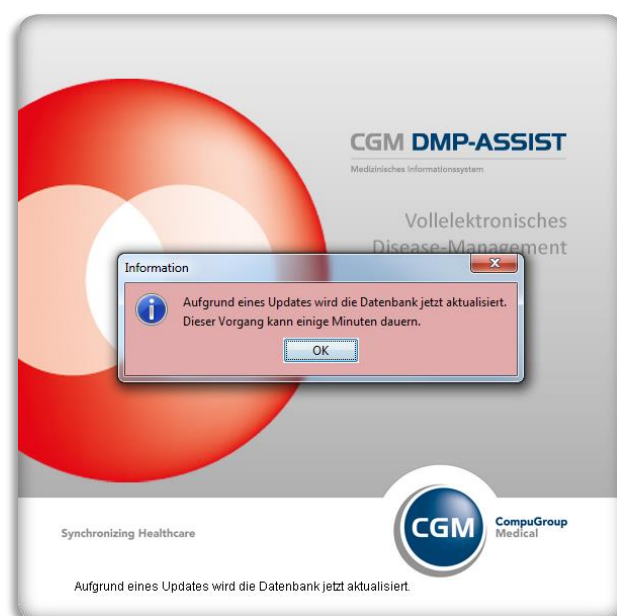 CGM DMP-ASSIST
Medizinisches Informationssystem
Vollelektronisches
Disease-Management
Information
Aufgrund eines Updates wird die Datenbank jetzt aktualisiert.
Dieser Vorgang kann einige Minuten dauern.
OK
Synchronizing Healthcare
CGM
CompuGroup
Medical
Aufgrund eines Updates wird die Datenbank jetzt aktualisiert.